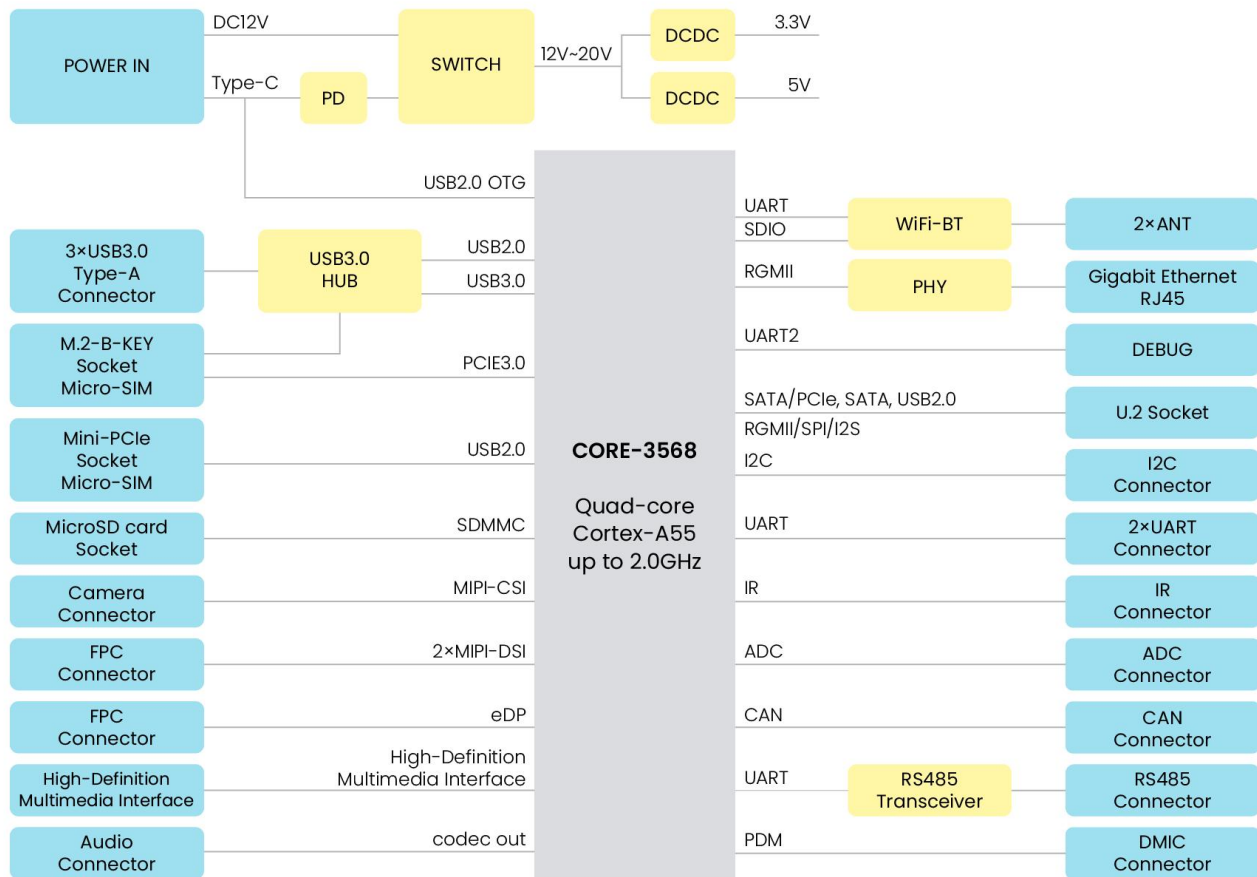 POWER IN
DC12V
Type-C
PD
SWITCH
12V~20V
DCDC
3.3V
DCDC
5V
USB2.0 OTG
3×USB3.0
Type-A
Connector
USB3.0
HUB
USB2.0
USB3.0
M.2-B-KEY
Socket
Micro-SIM
PCIE3.0
Mini-PCIe
Socket
Micro-SIM
USB2.0
MicroSD card
Socket
SDMMC
Camera
Connector
MIPI-CSI
FPC
Connector
2×MIPI-DSI
FPC
Connector
eDP
High-Definition
Multimedia Interface
High-Definition
Multimedia Interface
Audio
Connector
codec out
CORE-3568
Quad-core
Cortex-A55
up to 2.0GHz
UART
SDIO
WiFi-BT
2×ANT
RGMII
PHY
Gigabit Ethernet
RJ45
UART2
DEBUG
SATA/PCIe, SATA, USB2.0
RGMII/SPI/I2S
U.2 Socket
I2C
I2C
Connector
UART
2×UART
Connector
IR
IR
Connector
ADC
ADC
Connector
CAN
CAN
Connector
UART
RS485
Transceiver
RS485
Connector
PDM
DMIC
Connector